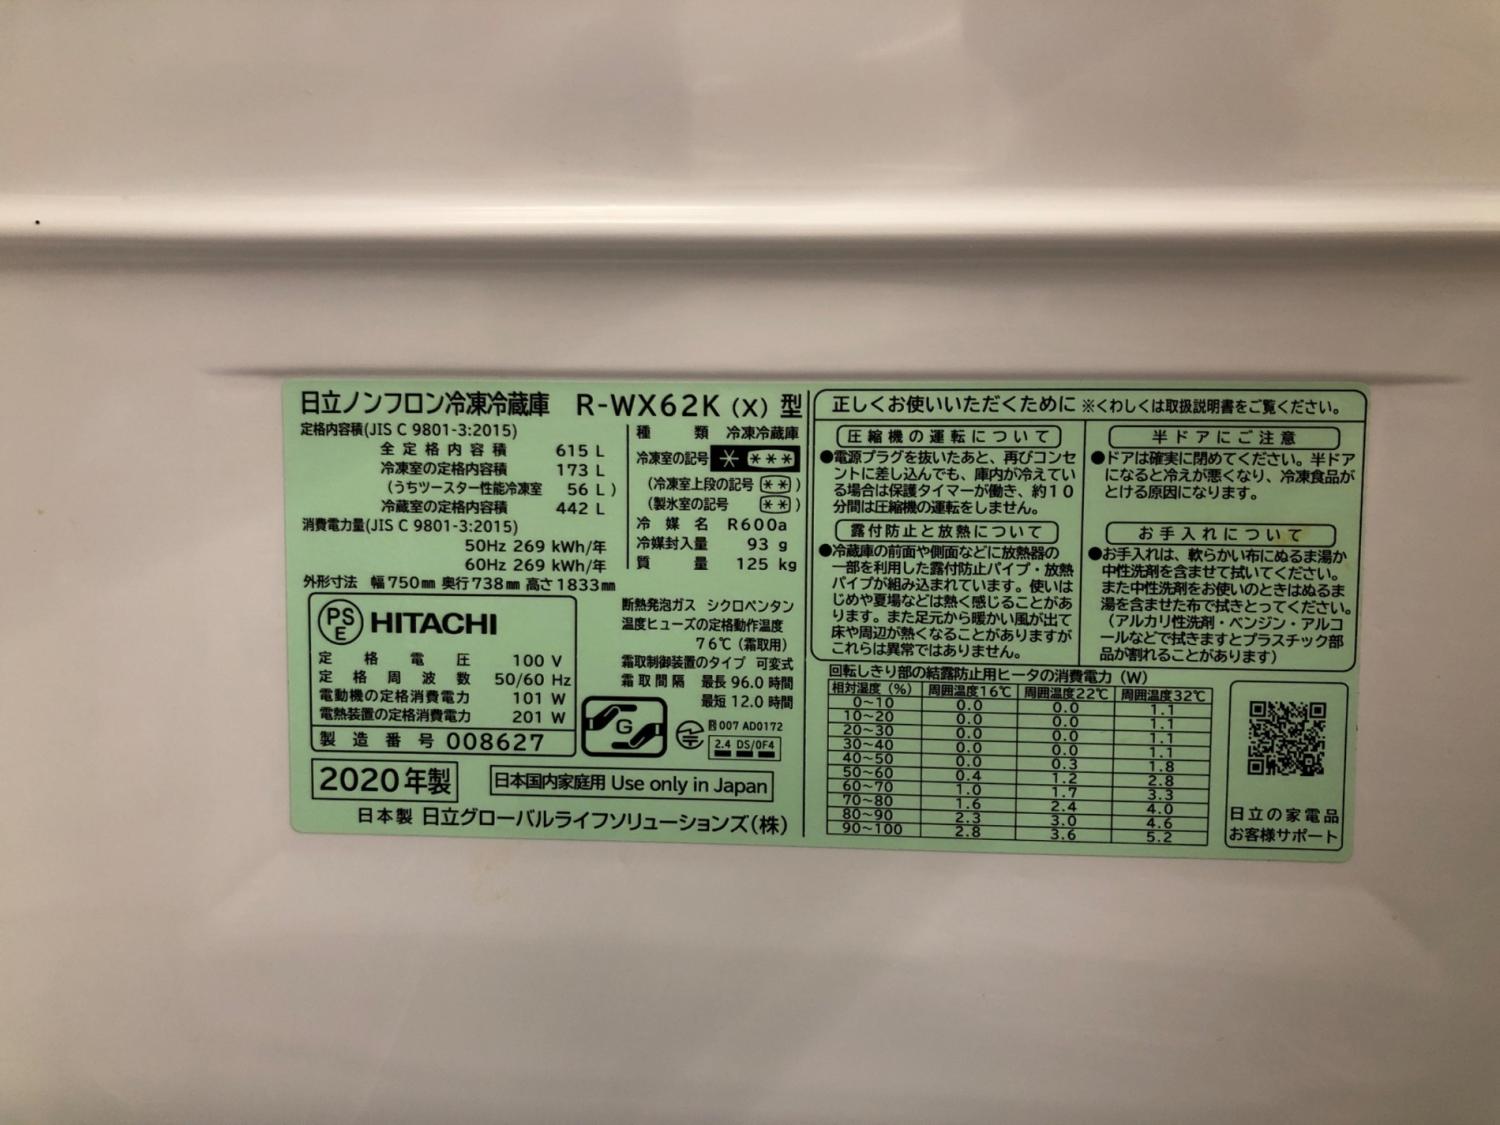 日立ノンフロン冷凍冷蔵庫 R-WX62K (X) 型
定格内容積(JIS C 9801-3:2015)
全定格内容積 615 L
冷凍室の定格内容積 173 L
(うちツースター性能冷凍室 56 L)
冷蔵室の定格内容積 442 L
消費電力量(JIS C 9801-3:2015)
50Hz 269 kWh/年
60Hz 269 kWh/年
外形寸法 幅750mm 奥行738mm 高さ1833mm
種類 冷凍冷蔵庫
冷凍室の記号 * ***
(冷凍室上段の記号 **)
(製氷室の記号 **)
冷媒名 R600a
冷媒封入量 93 g
質量 125 kg
PS
E
HITACHI
定格電圧 100 V
定格周波数 50/60 Hz
電動機の定格消費電力 101 W
電熱装置の定格消費電力 201 W
製造番号 008627
断熱発泡ガス シクロペンタン
温度ヒューズの定格動作温度
76℃(霜取用)
霜取制御装置のタイプ 可変式
霜取間隔 最長 96.0 時間
最短 12.0 時間
G
R 007 AD0172
2.4 DS/OF4
2020年製
日本国内家庭用 Use only in Japan
日本製 日立グローバルライフソリューションズ(株)
正しくお使いいただくために ※くわしくは取扱説明書をご覧ください。
圧縮機の運転について
●電源プラグを抜いたあと、再びコンセ
ントに差し込んでも、庫内が冷えてい
る場合は保護タイマーが働き、約10
分間は圧縮機の運転をしません。
露付防止と放熱について
●冷蔵庫の前面や側面などに放熱器の
一部を利用した露付防止パイプ・放熱
パイプが組み込まれています。使いは
じめや夏場などは熱く感じることがあ
ります。また足元から暖かい風が出て
床や周辺が熱くなることがありますが
これらは異常ではありません。
半ドアにご注意
●ドアは確実に閉めてください。半ドア
になると冷えが悪くなり、冷凍食品が
とける原因になります。
お手入れについて
●お手入れは、軟らかい布にぬるま湯か
中性洗剤を含ませて拭いてください。
また中性洗剤をお使いのときはぬるま
湯を含ませた布で拭きとってください。
(アルカリ性洗剤・ベンジン・アルコ
ールなどで拭きますとプラスチック部
品が割れることがあります)
回転しきり部の結露防止用ヒータの消費電力(W)
相対湿度(%) 周囲温度16℃ 周囲温度22℃ 周囲温度32℃
0~10 0.0 0.0 1.1
10~20 0.0 0.0 1.1
20~30 0.0 0.0 1.1
30~40 0.0 0.0 1.1
40~50 0.0 0.3 1.8
50~60 0.4 1.2 2.8
60~70 1.0 1.7 3.3
70~80 1.6 2.4 4.0
80~90 2.3 3.0 4.6
90~100 2.8 3.6 5.2
日立の家電品
お客様サポート